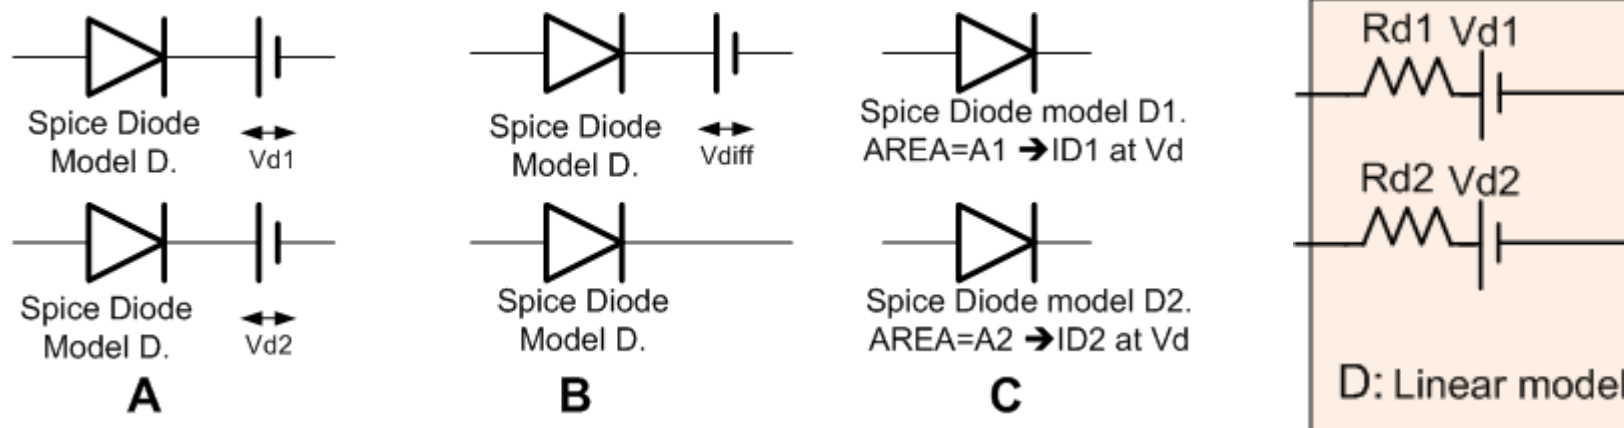 Spice Diode
Model D.
Vd1
Spice Diode
Model D.
Vd2
A
Spice Diode
Model D.
Vdiff
Spice Diode
Model D.
B
Spice Diode model D1.
AREA=A1 ➔ID1 at Vd
Spice Diode model D2.
AREA=A2 ➔ID2 at Vd
C
Rd1 Vd1
Rd2 Vd2
D: Linear model